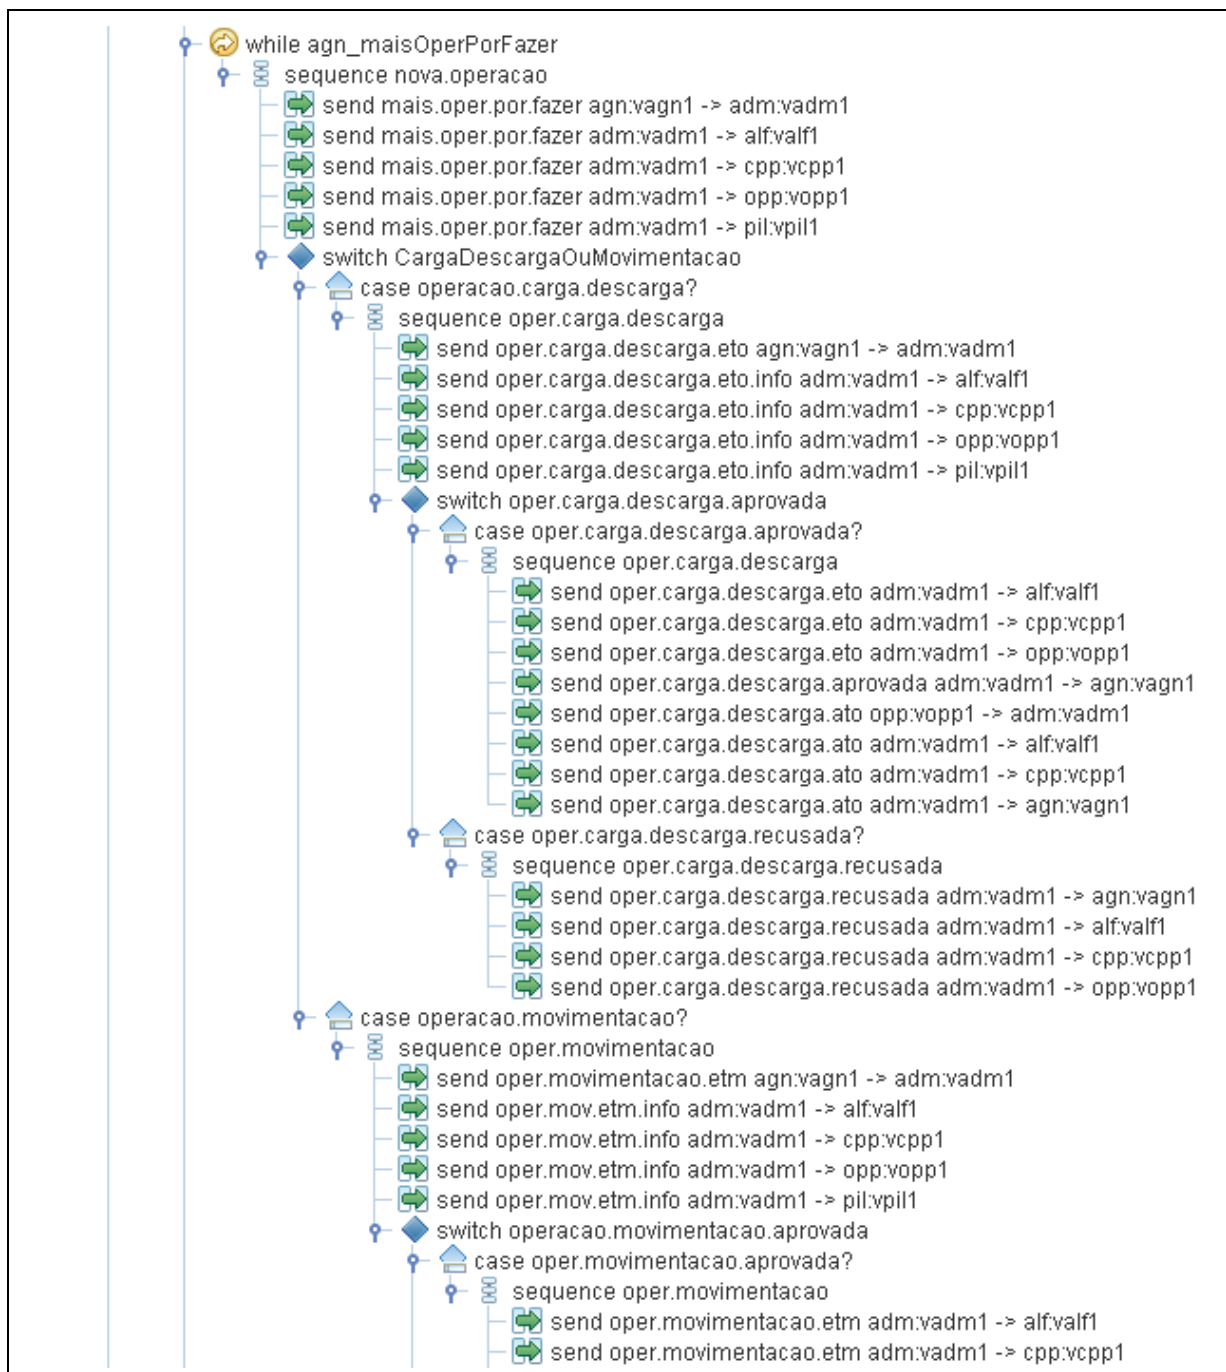 while agn_maisOperPorFazer
sequence nova.operacao
send mais.oper.por.fazer agn:vagn1 -> adm:vadm1
send mais.oper.por.fazer adm:vadm1 -> alf:valf1
send mais.oper.por.fazer adm:vadm1 -> cpp:vcpp1
send mais.oper.por.fazer adm:vadm1 -> opp:vopp1
send mais.oper.por.fazer adm:vadm1 -> pil:vpil1
switch CargaDescargaOuMovimentacao
case operacao.carga.descarga?
sequence oper.carga.descarga
send oper.carga.descarga.eto agn:vagn1 -> adm:vadm1
send oper.carga.descarga.eto.info adm:vadm1 -> alf:valf1
send oper.carga.descarga.eto.info adm:vadm1 -> cpp:vcpp1
send oper.carga.descarga.eto.info adm:vadm1 -> opp:vopp1
send oper.carga.descarga.eto.info adm:vadm1 -> pil:vpil1
switch oper.carga.descarga.aprovada
case oper.carga.descarga.aprovada?
sequence oper.carga.descarga
send oper.carga.descarga.eto adm:vadm1 -> alf:valf1
send oper.carga.descarga.eto adm:vadm1 -> cpp:vcpp1
send oper.carga.descarga.eto adm:vadm1 -> opp:vopp1
send oper.carga.descarga.aprovada adm:vadm1 -> agn:vagn1
send oper.carga.descarga.ato opp:vopp1 -> adm:vadm1
send oper.carga.descarga.ato adm:vadm1 -> alf:valf1
send oper.carga.descarga.ato adm:vadm1 -> cpp:vcpp1
send oper.carga.descarga.ato adm:vadm1 -> agn:vagn1
case oper.carga.descarga.recusada?
sequence oper.carga.descarga.recusada
send oper.carga.descarga.recusada adm:vadm1 -> agn:vagn1
send oper.carga.descarga.recusada adm:vadm1 -> alf:valf1
send oper.carga.descarga.recusada adm:vadm1 -> cpp:vcpp1
send oper.carga.descarga.recusada adm:vadm1 -> opp:vopp1
case operacao.movimentacao?
sequence oper.movimentacao
send oper.movimentacao.etm agn:vagn1 -> adm:vadm1
send oper.mov.etm.info adm:vadm1 -> alf:valf1
send oper.mov.etm.info adm:vadm1 -> cpp:vcpp1
send oper.mov.etm.info adm:vadm1 -> opp:vopp1
send oper.mov.etm.info adm:vadm1 -> pil:vpil1
switch operacao.movimentacao.aprovada
case oper.movimentacao.aprovada?
sequence oper.movimentacao
send oper.movimentacao.etm adm:vadm1 -> alf:valf1
send oper.movimentacao.etm adm:vadm1 -> cpp:vcpp1